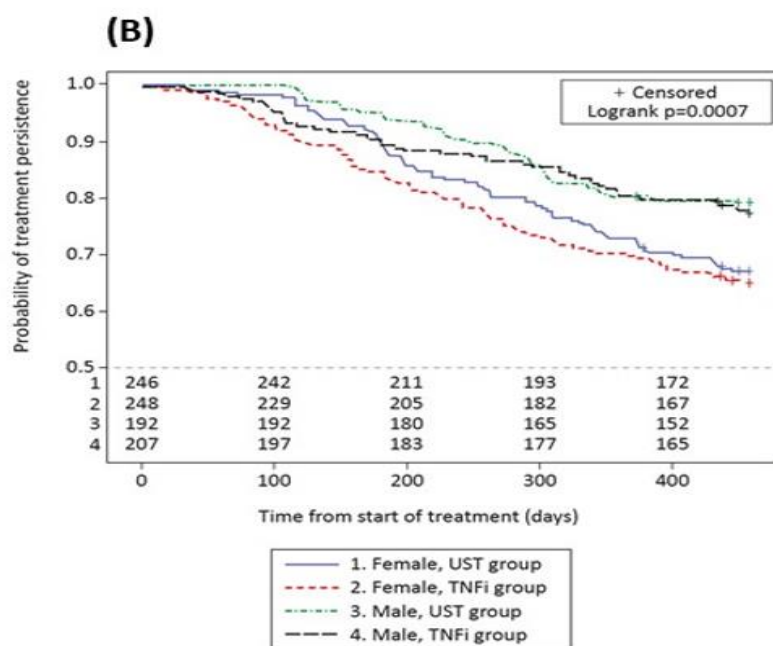 (B)
Probability of treatment persistence
+ Censored
Logrank p=0.0007
1.0
0.9
0.8
0.7
0.6
0.5
1 246 242 211 193 172
2 248 229 205 182 167
3 192 192 180 165 152
4 207 197 183 177 165
0 100 200 300 400
Time from start of treatment (days)
1. Female, UST group
2. Female, TNFi group
3. Male, UST group
4. Male, TNFi group